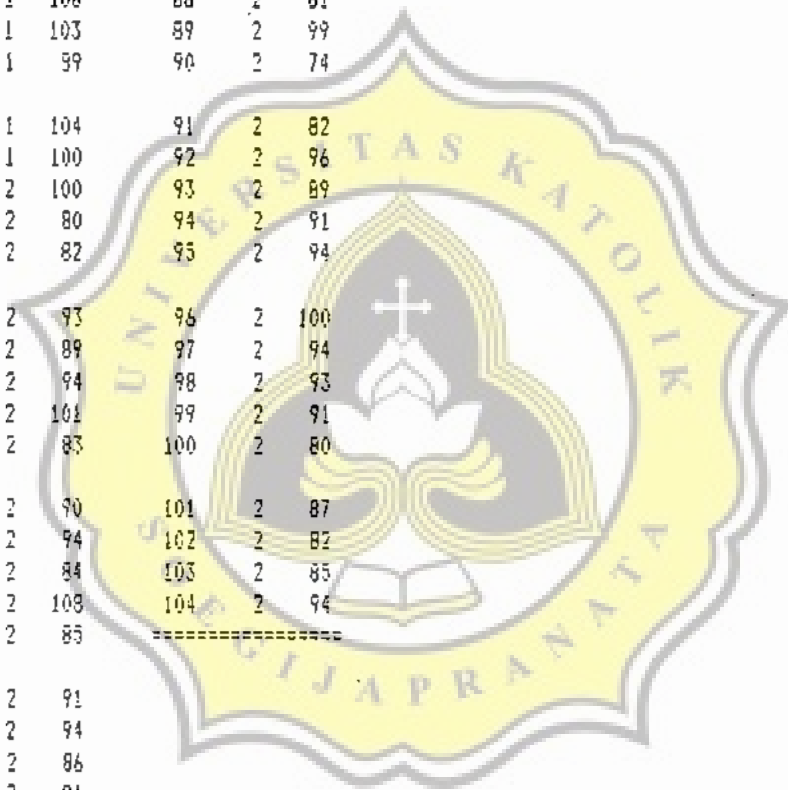 1 103 89 2 99
1 99 90 2 74
1 104 91 2 82
1 100 92 2 96
2 100 93 2 89
2 80 94 2 91
2 82 95 2 94
2 93 96 2 100
2 89 97 2 94
2 94 98 2 93
2 101 99 2 91
2 83 100 2 80
2 90 101 2 87
2 94 102 2 82
2 84 103 2 85
2 108 104 2 94
2 85 ==================
2 91
2 94
2 86
UNIVERSITAS KATOLIK
SOEGIJAPRANATA